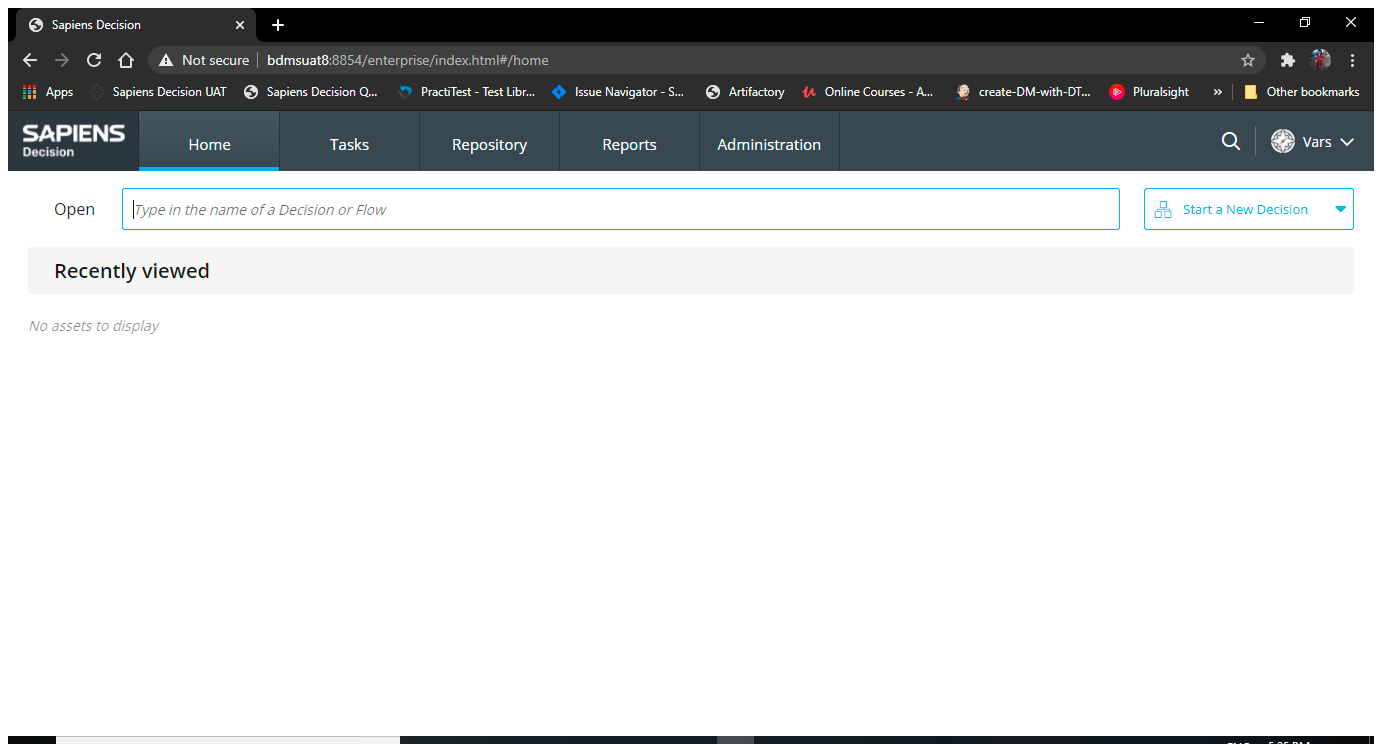 Sapiens Decision
Not secure bdmsuat8:8854/enterprise/index.html#/home
Apps Sapiens Decision UAT Sapiens Decision Q... PractiTest - Test Libr... Issue Navigator - S... Artifactory Online Courses - A... create-DM-with-DT... Pluralsight » Other bookmarks
SAPIENS
Decision
Home Tasks Repository Reports Administration Vars
Open Type in the name of a Decision or Flow Start a New Decision
Recently viewed
No assets to display
5:25 PM